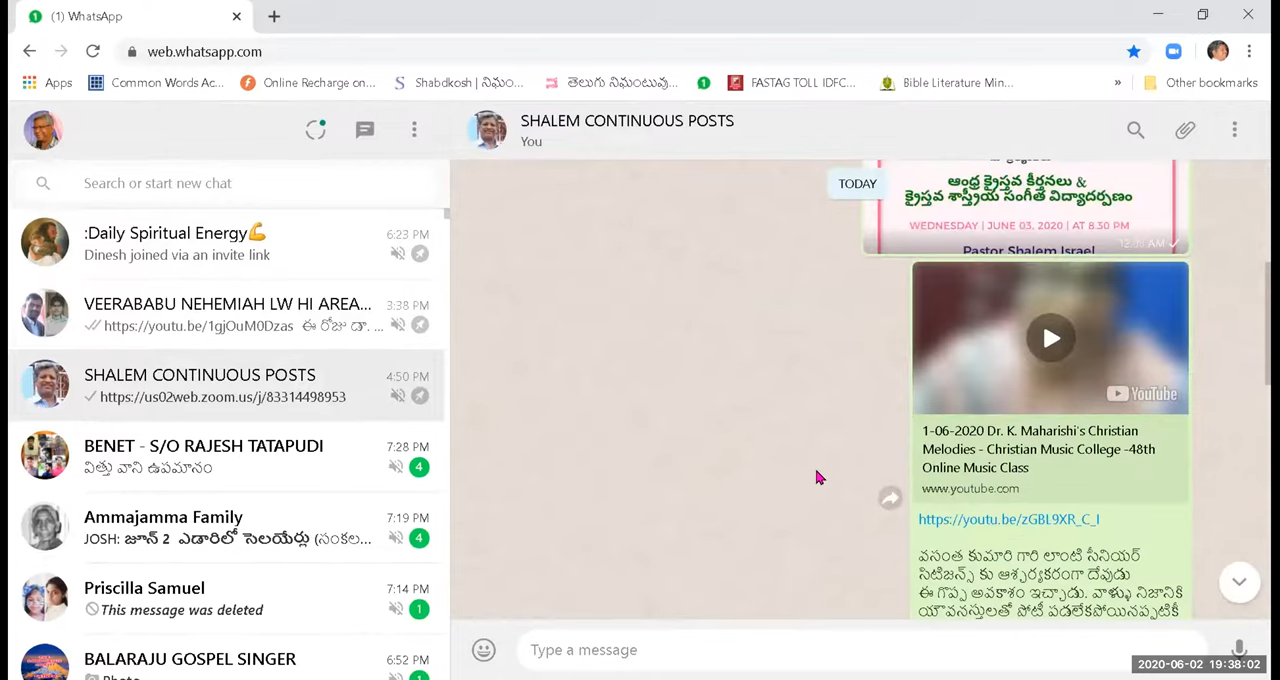 (1) WhatsApp
web.whatsapp.com
Apps
Common Words Ac...
Online Recharge on...
Shabdkosh | నిఘం...
తెలుగు నిఘంటువు...
FASTAG TOLL IDFC...
Bible Literature Min...
»
Other bookmarks
SHALEM CONTINUOUS POSTS
You
Search or start new chat
:Daily Spiritual Energy💪
6:23 PM
Dinesh joined via an invite link
VEERABABU NEHEMIAH LW HI AREA...
3:38 PM
https://youtu.be/1gjOuM0Dzas ఈ రోజు డా. ...
SHALEM CONTINUOUS POSTS
4:50 PM
https://us02web.zoom.us/j/83314498953
BENET - S/O RAJESH TATAPUDI
7:28 PM
విత్తు వాని ఉపమానం
4
Ammajamma Family
7:19 PM
JOSH: జూన్ 2 ఎడారిలో సెలయేర్లు (సంకల...
4
Priscilla Samuel
7:14 PM
This message was deleted
1
BALARAJU GOSPEL SINGER
6:52 PM
Photo
1
TODAY
ఆంధ్ర క్రైస్తవ కీర్తనలు &
క్రైస్తవ శాస్త్రీయ సంగీత విద్యాదర్పణం
WEDNESDAY | JUNE 03, 2020 | AT 8.30 PM
Pastor Shalem Israel
YouTube
1-06-2020 Dr. K. Maharishi's Christian
Melodies - Christian Music College -48th
Online Music Class
www.youtube.com
https://youtu.be/zGBL9XR_C_I
వసంత కుమారి గారి లాంటి సీనియర్
సిటిజన్స్ కు ఆశ్చర్యకరంగా దేవుడు
ఈ గొప్ప అవకాశం ఇచ్చాడు. వాళ్ళు నిజానికి
యౌవనస్తులతో పోటీ పడలేకపోయినప్పటికీ
Type a message
2020-06-02 19:38:02